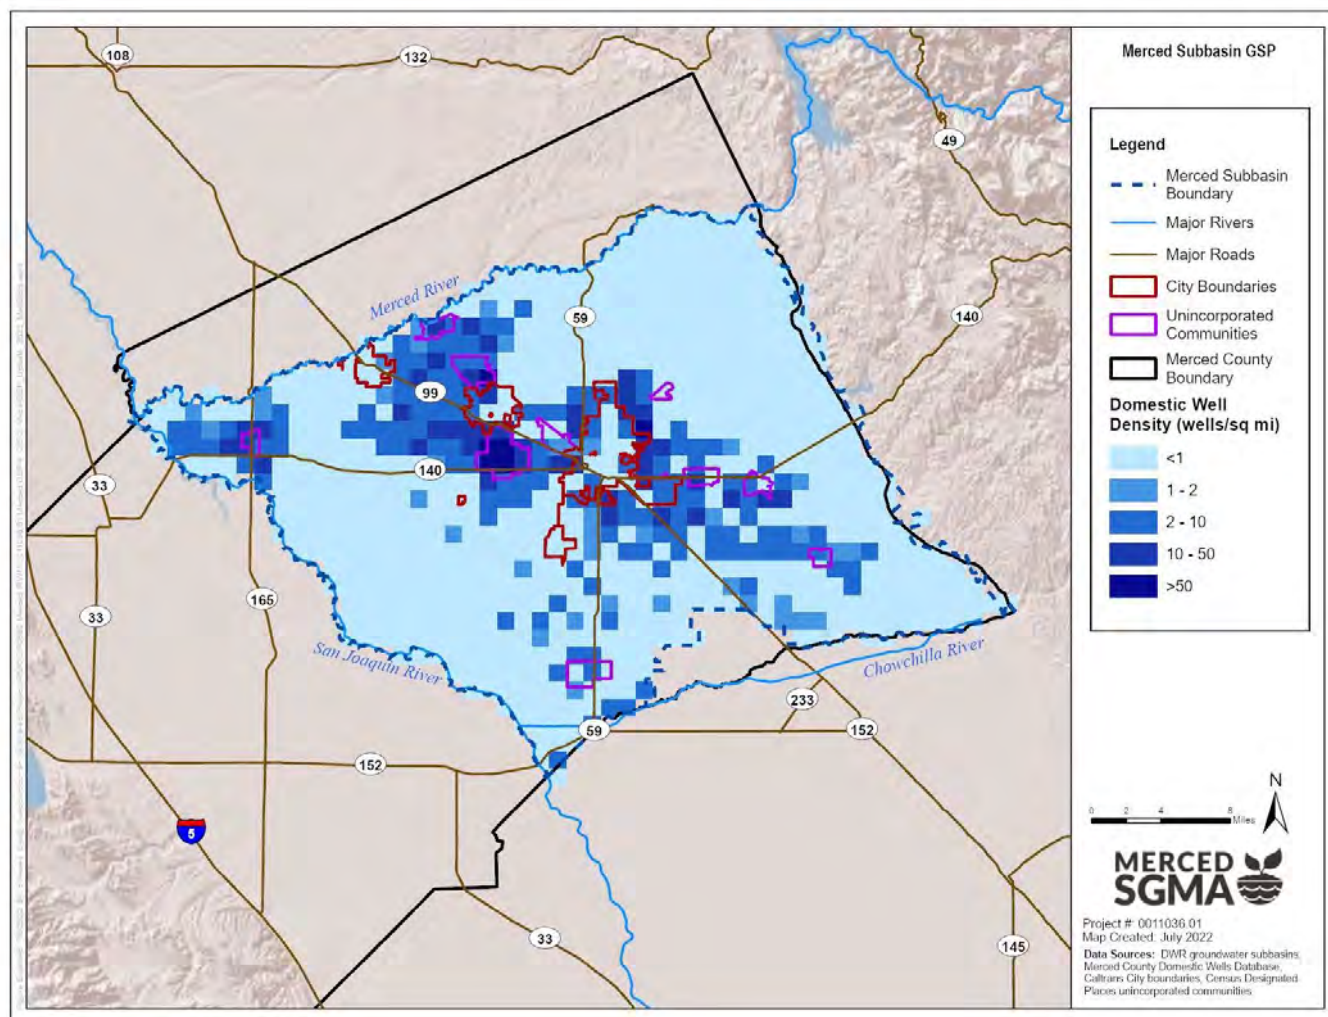 Merced Subbasin GSP
Legend
Merced Subbasin
Boundary
Major Rivers
Major Roads
City Boundaries
Unincorporated
Communities
Merced County
Boundary
Domestic Well
Density (wells/sq mi)
<1
1 - 2
2 - 10
10 - 50
>50
108
132
49
Merced River
59
140
99
140
33
165
33
San Joaquin River
Chowchilla River
233
59
152
152
5
33
145
N
0 2 4 8
Miles
MERCED
SGMA
Project #: 0011036.01
Map Created: July 2022
Data Sources: DWR groundwater subbasins,
Merced County Domestic Wells Database,
Caltrans City boundaries, Census Designated
Places unincorporated communities